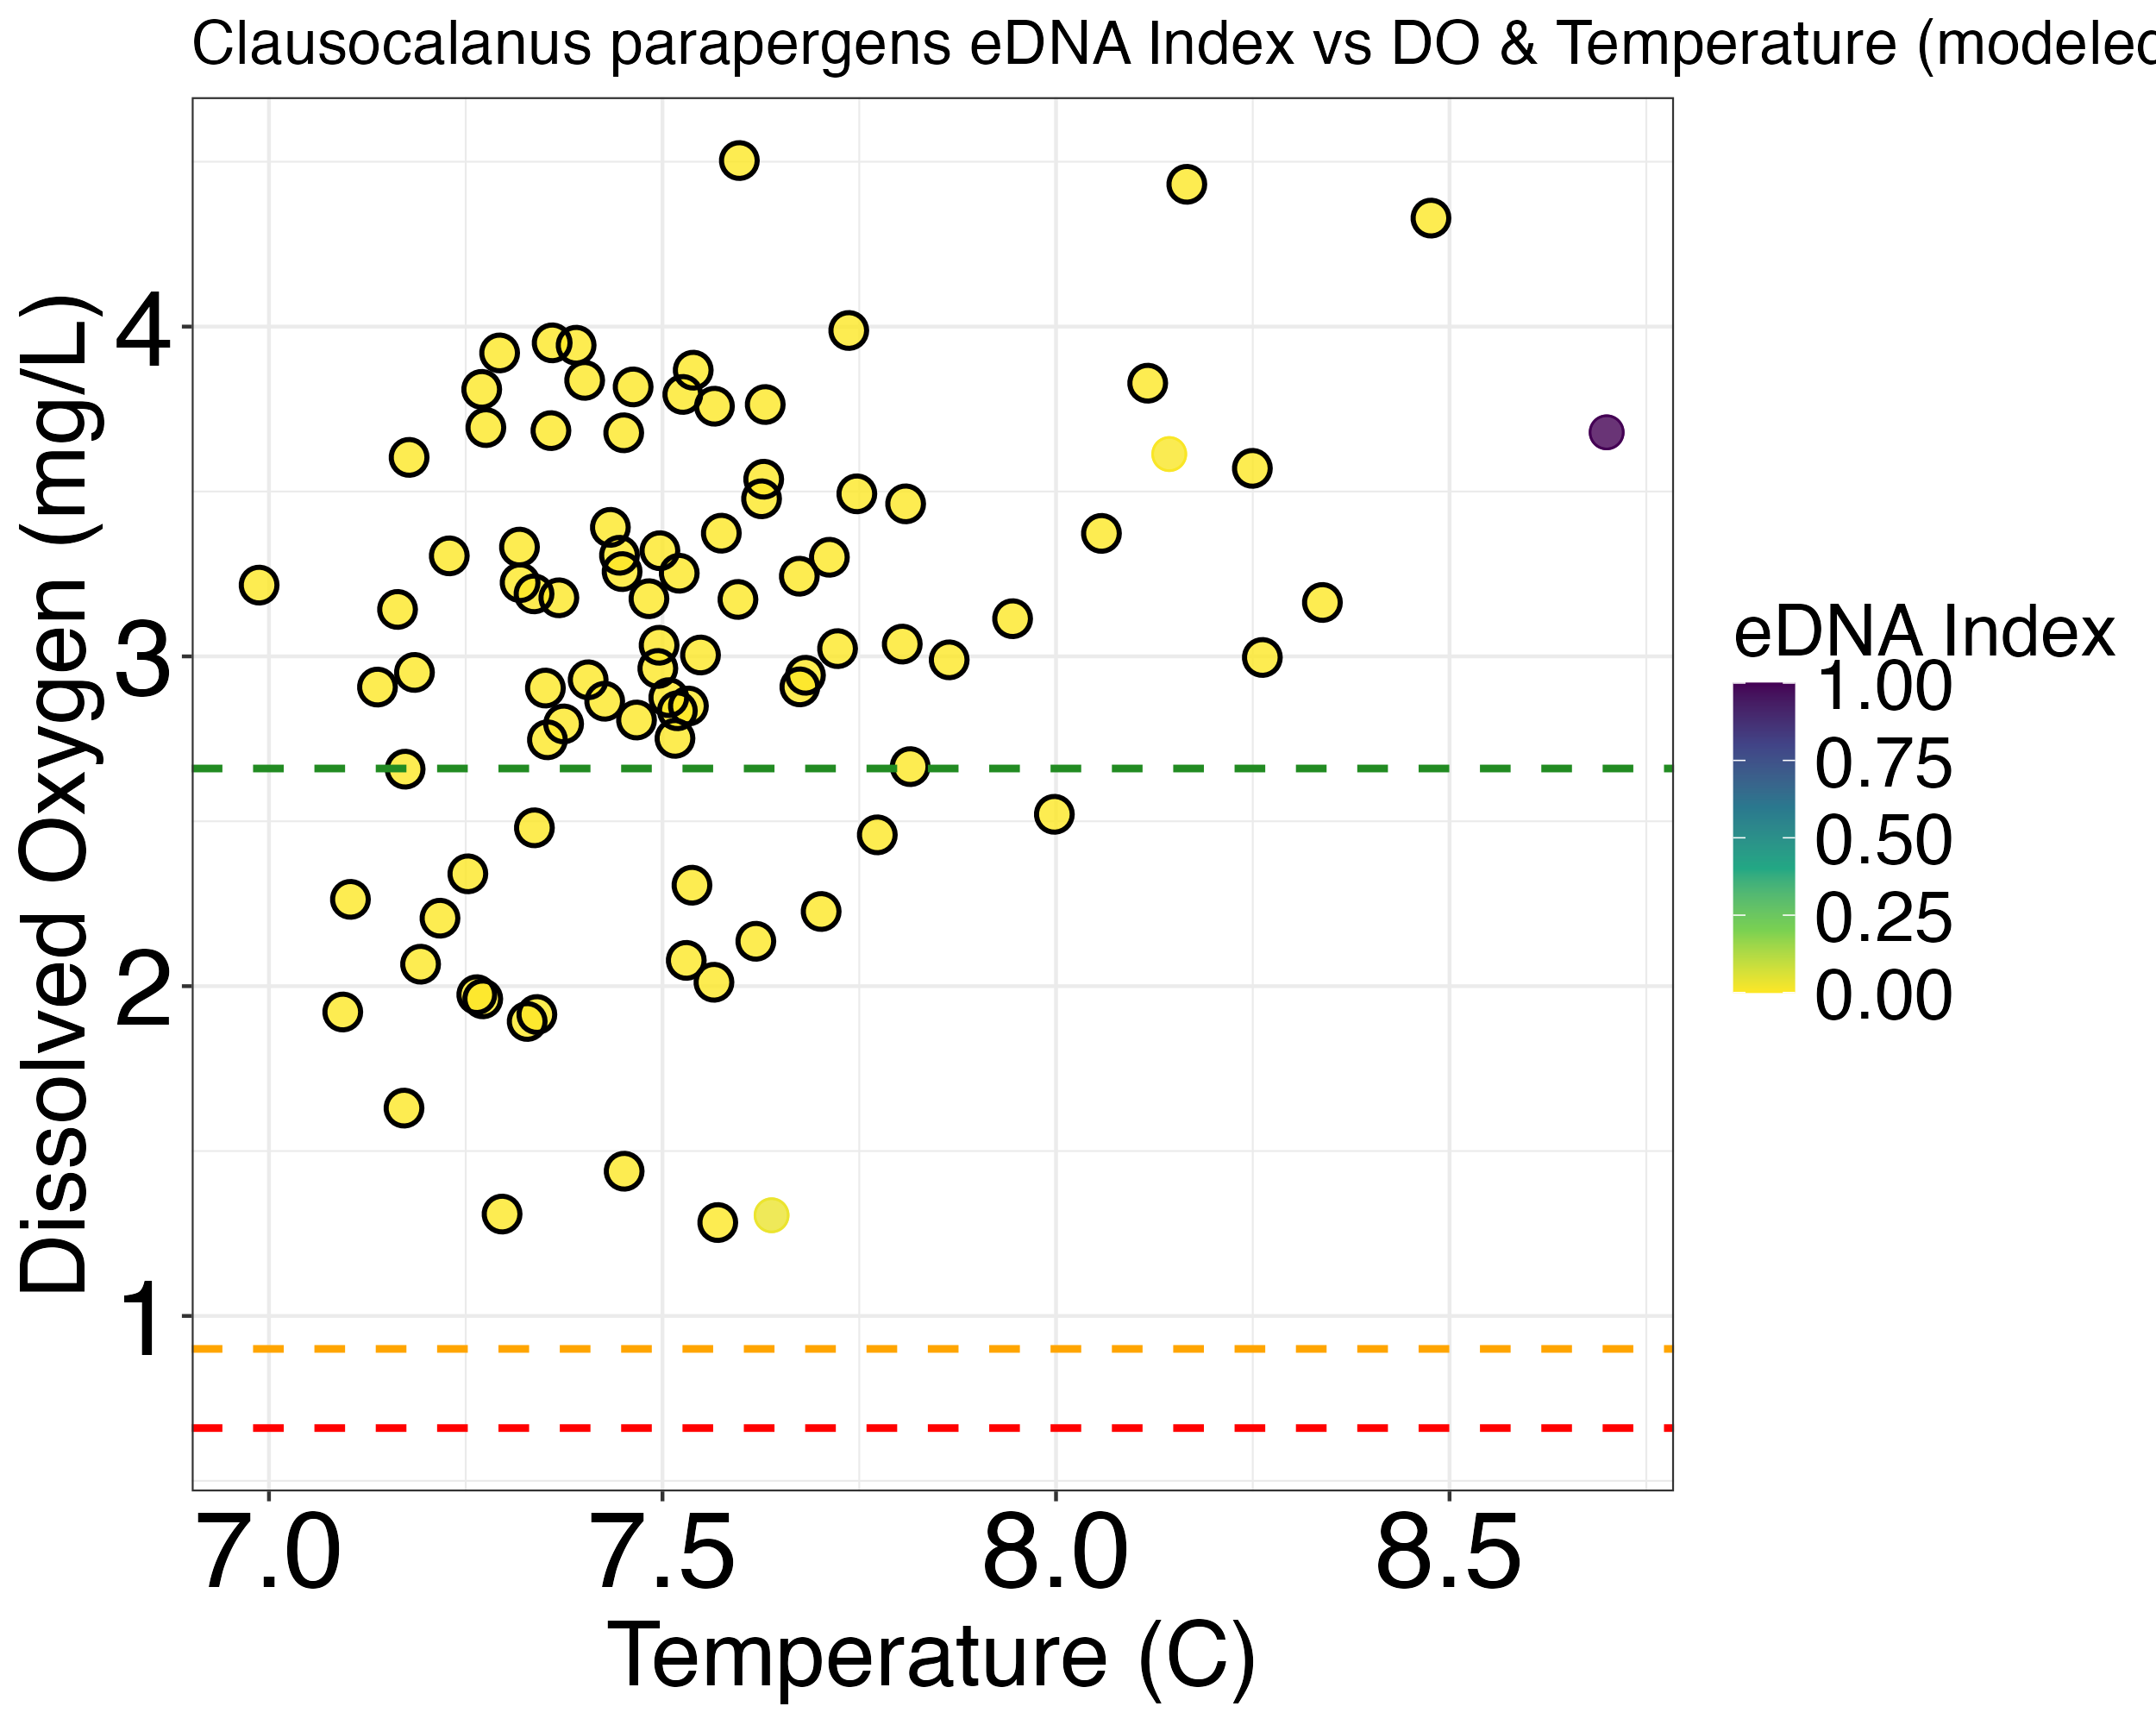 Clausocalanus parapergens eDNA Index vs DO & Temperature (modeled
Dissolved Oxygen (mg/L)
4
3
2
1
7.0 7.5 8.0 8.5
Temperature (C)
eDNA Index
1.00
0.75
0.50
0.25
0.00